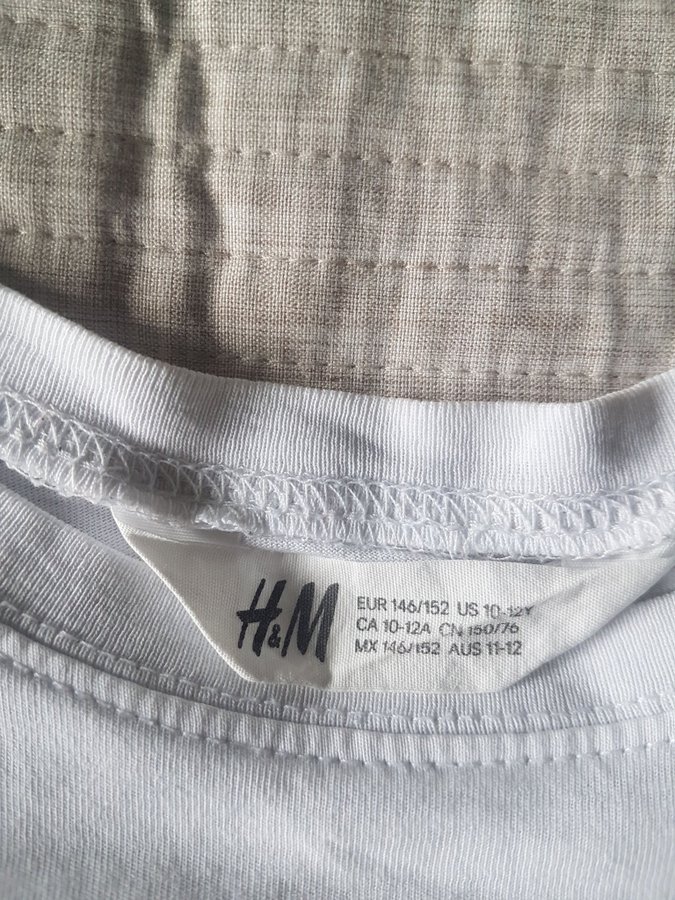 H&M
EUR 146/152 US 10-12Y
CA 10-12A CN 150/76
MX 146/152 AUS 11-12